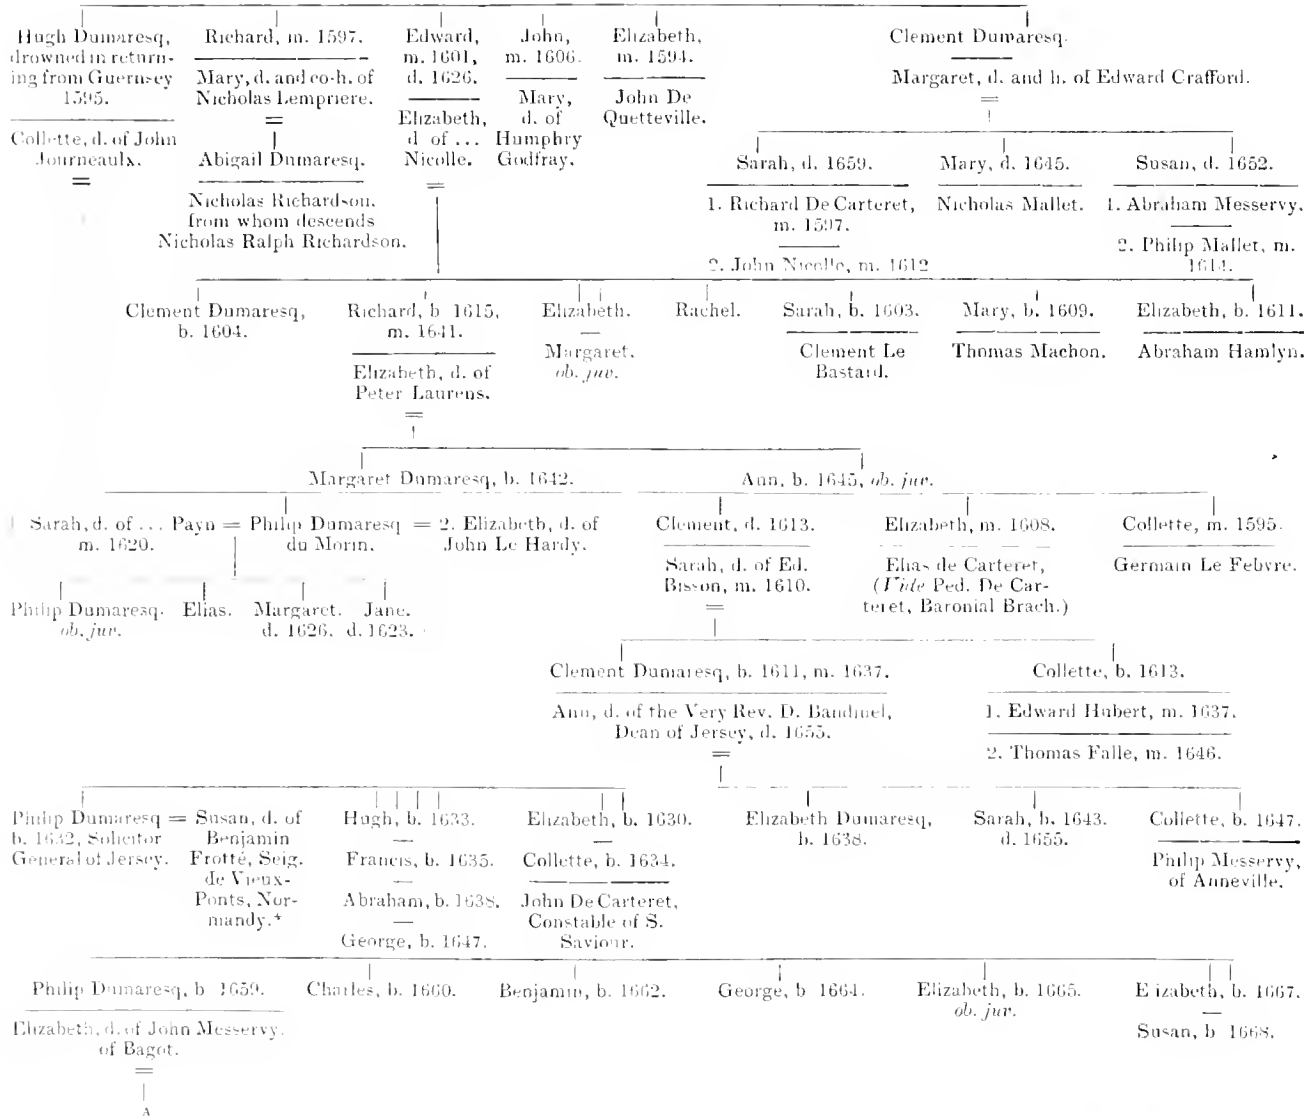 Hugh Dumaresq,
drowned in return-
ing from Guernsey
1595.
Collette, d. of John
Journeaulx.
=
Richard, m. 1597.
Mary, d. and co-h. of
Nicholas Lempriere.
=
Abigail Dumaresq.
Nicholas Richardson.
from whom descends
Nicholas Ralph Richardson.
Edward,
m. 1601,
d. 1626.
Elizabeth,
d of ...
Nicolle.
=
John,
m. 1606.
Mary,
d. of
Humphry
Godfray.
Elizabeth,
m. 1594.
John De
Quetteville.
Clement Dumaresq.
Margaret, d. and h. of Edward Crafford.
=
Sarah, d. 1659.
1. Richard De Carteret,
m. 1597.
2. John Nicolle, m. 1612
Mary, d. 1645.
Nicholas Mallet.
Susan, d. 1652.
1. Abraham Messervy.
2. Philip Mallet, m.
1614.
Clement Dumaresq,
b. 1604.
Richard, b 1615,
m. 1641.
Elizabeth, d. of
Peter Laurens.
=
Elizabeth.
—
Margaret.
ob. juv.
Rachel.
Sarah, b. 1603.
Clement Le
Bastard.
Mary, b. 1609.
Thomas Machon.
Elizabeth, b. 1611.
Abraham Hamlyn.
Margaret Dumaresq, b. 1642.
Ann, b. 1645, ob. juv.
Sarah, d. of ... Payn = Philip Dumaresq = 2. Elizabeth, d. of
m. 1620. du Morin. John Le Hardy.
Philip Dumaresq.
ob. juv.
Elias.
Margaret.
d. 1626.
Jane.
d. 1623.
Clement, d. 1613.
Sarah, d. of Ed.
Bisson, m. 1610.
=
Elizabeth, m. 1608.
Elias de Carteret,
(Vide Ped. De Car-
teret, Baronial Brach.)
Collette, m. 1595.
Germain Le Febvre.
Clement Dumaresq, b. 1611, m. 1637.
Ann, d. of the Very Rev. D. Bandinel,
Dean of Jersey, d. 1655.
=
Collette, b. 1613.
1. Edward Hubert, m. 1637.
2. Thomas Falle, m. 1646.
Philip Dumaresq = Susan, d. of
b. 1632, Solicitor Benjamin
General of Jersey. Frotté, Seig.
de Vieux-
Ponts, Nor-
mandy.*
Hugh, b. 1633.
—
Francis, b. 1635.
—
Abraham, b. 1638.
—
George, b. 1647.
Elizabeth, b. 1630.
—
Collette, b. 1634.
John De Carteret,
Constable of S.
Saviour.
Elizabeth Dumaresq,
b. 1638.
Sarah, b. 1643.
d. 1655.
Collette, b. 1647.
Philip Messervy,
of Anneville.
Philip Dumaresq, b 1659.
Elizabeth, d. of John Messervy.
of Bagot.
=
A
Charles, b. 1660.
Benjamin, b. 1662.
George, b 1664.
Elizabeth, b. 1665.
ob. juv.
E izabeth, b. 1667.
—
Susan, b 1668.